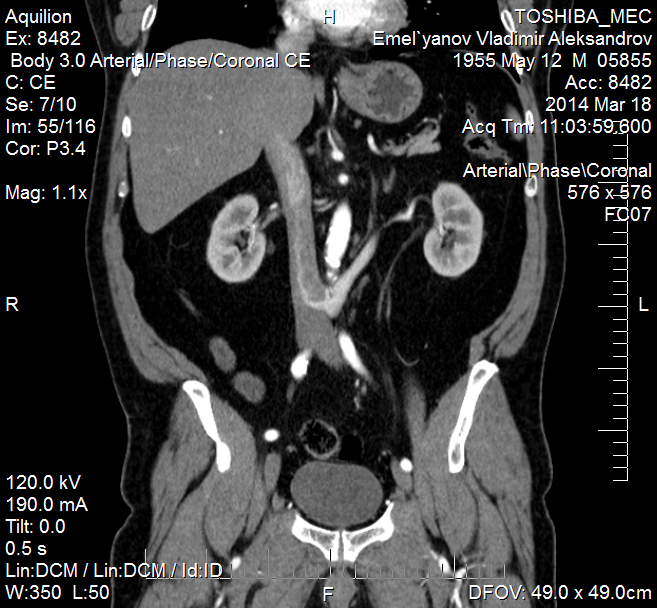 Aquilion
H
TOSHIBA_MEC
Ex: 8482
Emel`yanov Vladimir Aleksandrov
Body 3.0 Arterial/Phase/Coronal CE
1955 May 12 M 05855
C: CE
Acc: 8482
Se: 7/10
2014 Mar 18
Im: 55/116
Acq Tm: 11:03:59.600
Cor: P3.4
Arterial\Phase\Coronal
Mag: 1.1x
576 x 576
FC07
R
L
120.0 kV
190.0 mA
Tilt: 0.0
0.5 s
Lin:DCM / Lin:DCM / Id:ID
W:350 L:50
F
DFOV: 49.0 x 49.0cm